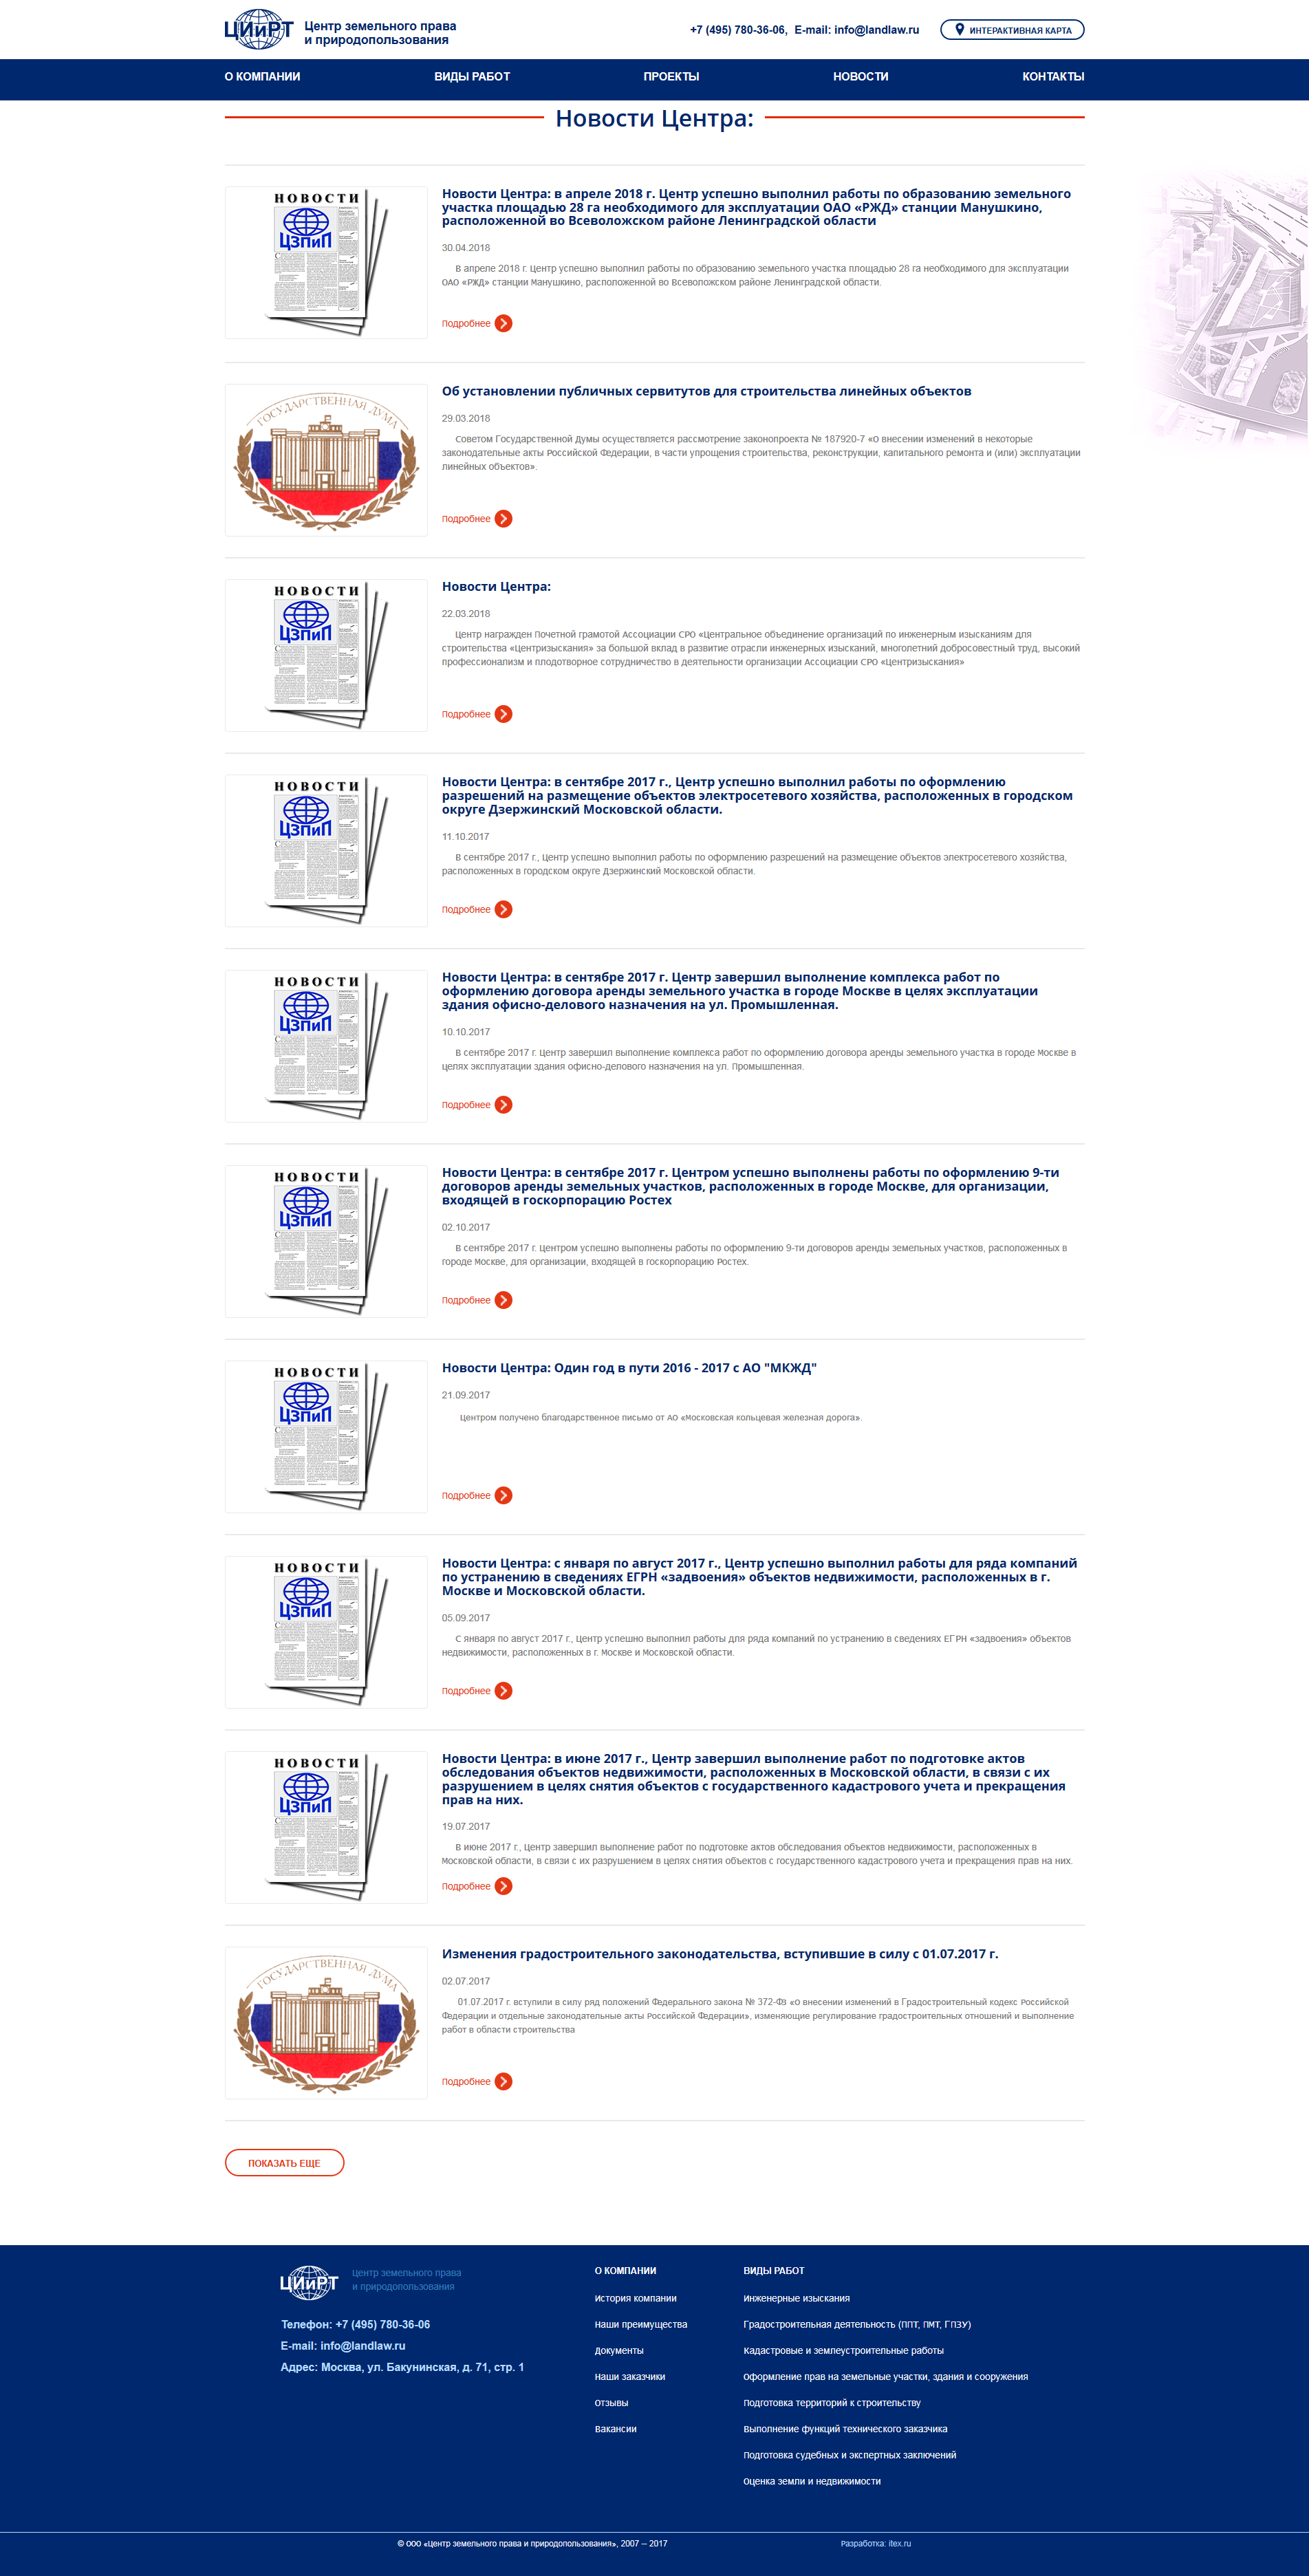 ЦИиРТ
Центр земельного права
и природопользования
+7 (495) 780-36-06, E-mail: info@landlaw.ru
ИНТЕРАКТИВНАЯ КАРТА
О КОМПАНИИ
ВИДЫ РАБОТ
ПРОЕКТЫ
НОВОСТИ
КОНТАКТЫ
Новости Центра:
НОВОСТИ
ЦЗПиП
Новости Центра: в апреле 2018 г. Центр успешно выполнил работы по образованию земельного
участка площадью 28 га необходимого для эксплуатации ОАО «РЖД» станции Манушкино,
расположенной во Всеволожском районе Ленинградской области
30.04.2018
В апреле 2018 г. Центр успешно выполнил работы по образованию земельного участка площадью 28 га необходимого для эксплуатации
ОАО «РЖД» станции Манушкино, расположенной во Всеволожском районе Ленинградской области.
Подробнее
ГОСУДАРСТВЕННАЯ ДУМА
Об установлении публичных сервитутов для строительства линейных объектов
29.03.2018
Советом Государственной Думы осуществляется рассмотрение законопроекта № 187920-7 «О внесении изменений в некоторые
законодательные акты Российской Федерации, в части упрощения строительства, реконструкции, капитального ремонта и (или) эксплуатации
линейных объектов».
Подробнее
НОВОСТИ
ЦЗПиП
Новости Центра:
22.03.2018
Центр награжден Почетной грамотой Ассоциации СРО «Центральное объединение организаций по инженерным изысканиям для
строительства «Центризыскания» за большой вклад в развитие отрасли инженерных изысканий, многолетний добросовестный труд, высокий
профессионализм и плодотворное сотрудничество в деятельности организации Ассоциации СРО «Центризыскания»
Подробнее
НОВОСТИ
ЦЗПиП
Новости Центра: в сентябре 2017 г., Центр успешно выполнил работы по оформлению
разрешений на размещение объектов электросетевого хозяйства, расположенных в городском
округе Дзержинский Московской области.
11.10.2017
В сентябре 2017 г., Центр успешно выполнил работы по оформлению разрешений на размещение объектов электросетевого хозяйства,
расположенных в городском округе Дзержинский Московской области.
Подробнее
НОВОСТИ
ЦЗПиП
Новости Центра: в сентябре 2017 г. Центр завершил выполнение комплекса работ по
оформлению договора аренды земельного участка в городе Москве в целях эксплуатации
здания офисно-делового назначения на ул. Промышленная.
10.10.2017
В сентябре 2017 г. Центр завершил выполнение комплекса работ по оформлению договора аренды земельного участка в городе Москве в
целях эксплуатации здания офисно-делового назначения на ул. Промышленная.
Подробнее
НОВОСТИ
ЦЗПиП
Новости Центра: в сентябре 2017 г. Центром успешно выполнены работы по оформлению 9-ти
договоров аренды земельных участков, расположенных в городе Москве, для организации,
входящей в госкорпорацию Ростех
02.10.2017
В сентябре 2017 г. Центром успешно выполнены работы по оформлению 9-ти договоров аренды земельных участков, расположенных в
городе Москве, для организации, входящей в госкорпорацию Ростех.
Подробнее
НОВОСТИ
ЦЗПиП
Новости Центра: Один год в пути 2016 - 2017 с АО "МКЖД"
21.09.2017
Центром получено благодарственное письмо от АО «Московская кольцевая железная дорога».
Подробнее
НОВОСТИ
ЦЗПиП
Новости Центра: с января по август 2017 г., Центр успешно выполнил работы для ряда компаний
по устранению в сведениях ЕГРН «задвоения» объектов недвижимости, расположенных в г.
Москве и Московской области.
05.09.2017
С января по август 2017 г., Центр успешно выполнил работы для ряда компаний по устранению в сведениях ЕГРН «задвоения» объектов
недвижимости, расположенных в г. Москве и Московской области.
Подробнее
НОВОСТИ
ЦЗПиП
Новости Центра: в июне 2017 г., Центр завершил выполнение работ по подготовке актов
обследования объектов недвижимости, расположенных в Московской области, в связи с их
разрушением в целях снятия объектов с государственного кадастрового учета и прекращения
прав на них.
19.07.2017
В июне 2017 г., Центр завершил выполнение работ по подготовке актов обследования объектов недвижимости, расположенных в
Московской области, в связи с их разрушением в целях снятия объектов с государственного кадастрового учета и прекращения прав на них.
Подробнее
ГОСУДАРСТВЕННАЯ ДУМА
Изменения градостроительного законодательства, вступившие в силу с 01.07.2017 г.
02.07.2017
01.07.2017 г. вступили в силу ряд положений Федерального закона № 372-ФЗ «О внесении изменений в Градостроительный кодекс Российской
Федерации и отдельные законодательные акты Российской Федерации», изменяющие регулирование градостроительных отношений и выполнение
работ в области строительства
Подробнее
ПОКАЗАТЬ ЕЩЕ
ЦИиРТ
Центр земельного права
и природопользования
Телефон: +7 (495) 780-36-06
E-mail: info@landlaw.ru
Адрес: Москва, ул. Бакунинская, д. 71, стр. 1
О КОМПАНИИ
История компании
Наши преимущества
Документы
Наши заказчики
Отзывы
Вакансии
ВИДЫ РАБОТ
Инженерные изыскания
Градостроительная деятельность (ППТ, ПМТ, ГПЗУ)
Кадастровые и землеустроительные работы
Оформление прав на земельные участки, здания и сооружения
Подготовка территорий к строительству
Выполнение функций технического заказчика
Подготовка судебных и экспертных заключений
Оценка земли и недвижимости
© ООО «Центр земельного права и природопользования», 2007 – 2017
Разработка: itex.ru